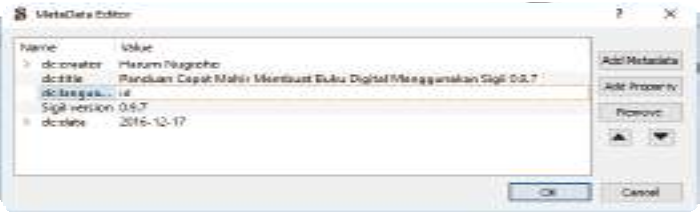 MetaData Editor
Name Value
dc:creator Harum Nugroho
dc:title Panduan Cepat Mahir Membuat Buku Digital Menggunakan Sigil 0.9.7
dc:languag... id
Sigil version 0.9.7
dc:date 2016-12-17
Add Metadata
Add Property
Remove
OK Cancel